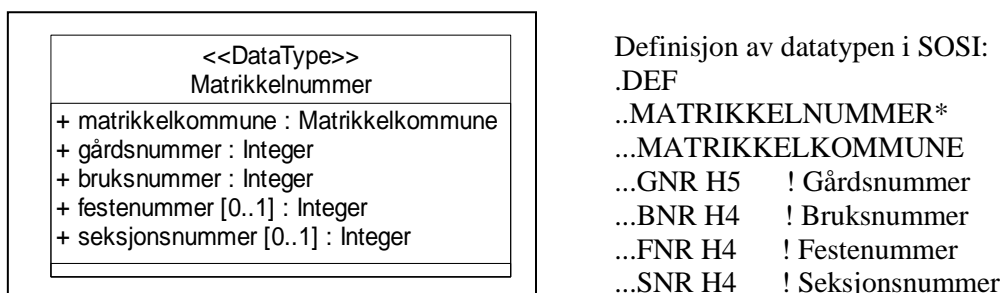 <<DataType>>
Matrikkelnummer
+ matrikkelkommune : Matrikkelkommune
+ gårdsnummer : Integer
+ bruksnummer : Integer
+ festenummer [0..1] : Integer
+ seksjonsnummer [0..1] : Integer
Definisjon av datatypen i SOSI:
.DEF
..MATRIKKELNUMMER*
...MATRIKKELKOMMUNE
...GNR H5 ! Gårdsnummer
...BNR H4 ! Bruksnummer
...FNR H4 ! Festenummer
...SNR H4 ! Seksjonsnummer